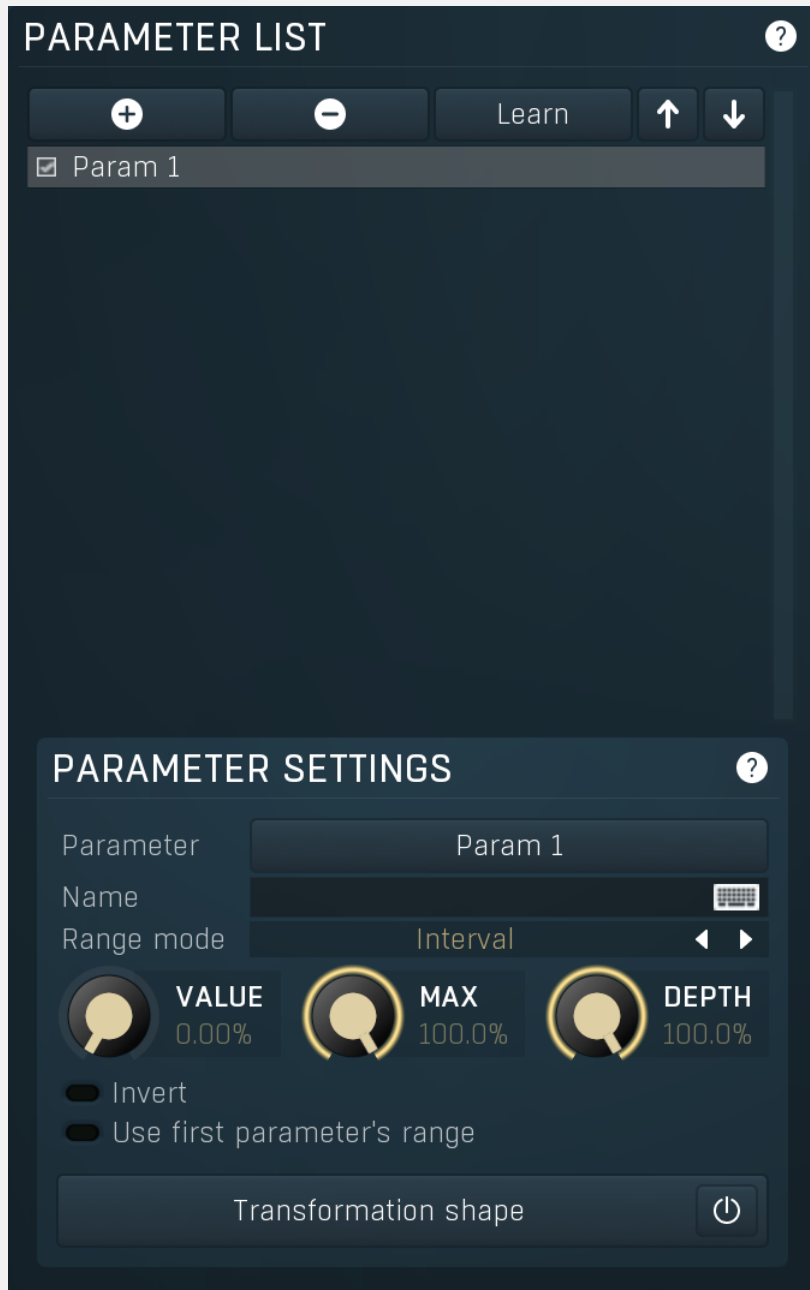 PARAMETER LIST ?
Learn
Param 1
PARAMETER SETTINGS ?
Parameter Param 1
Name
Range mode Interval
VALUE MAX DEPTH
0.00% 100.0% 100.0%
Invert
Use first parameter's range
Transformation shape